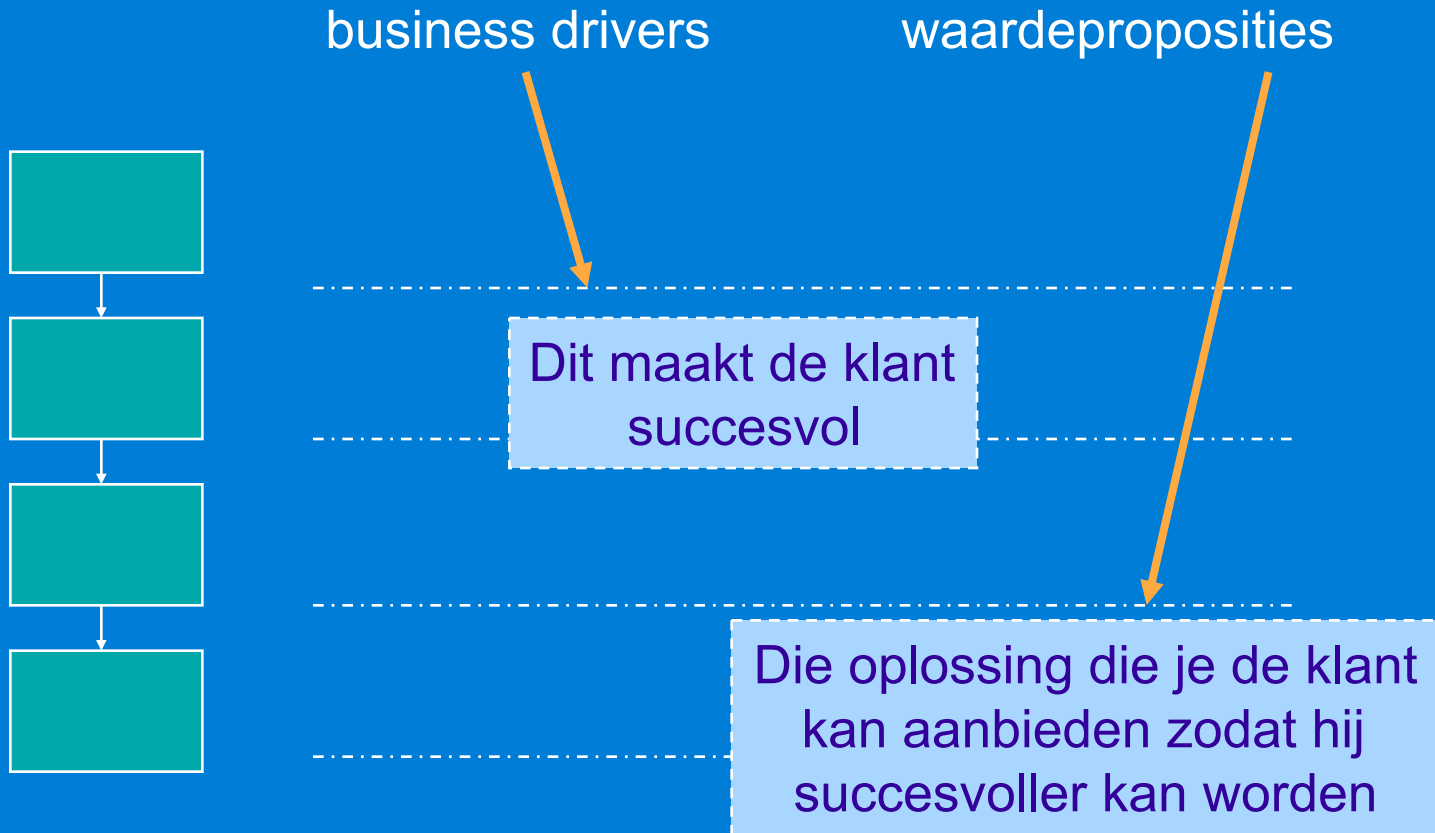 business drivers
waardeproposities
Dit maakt de klant
succesvol
Die oplossing die je de klant
kan aanbieden zodat hij
succesvoller kan worden